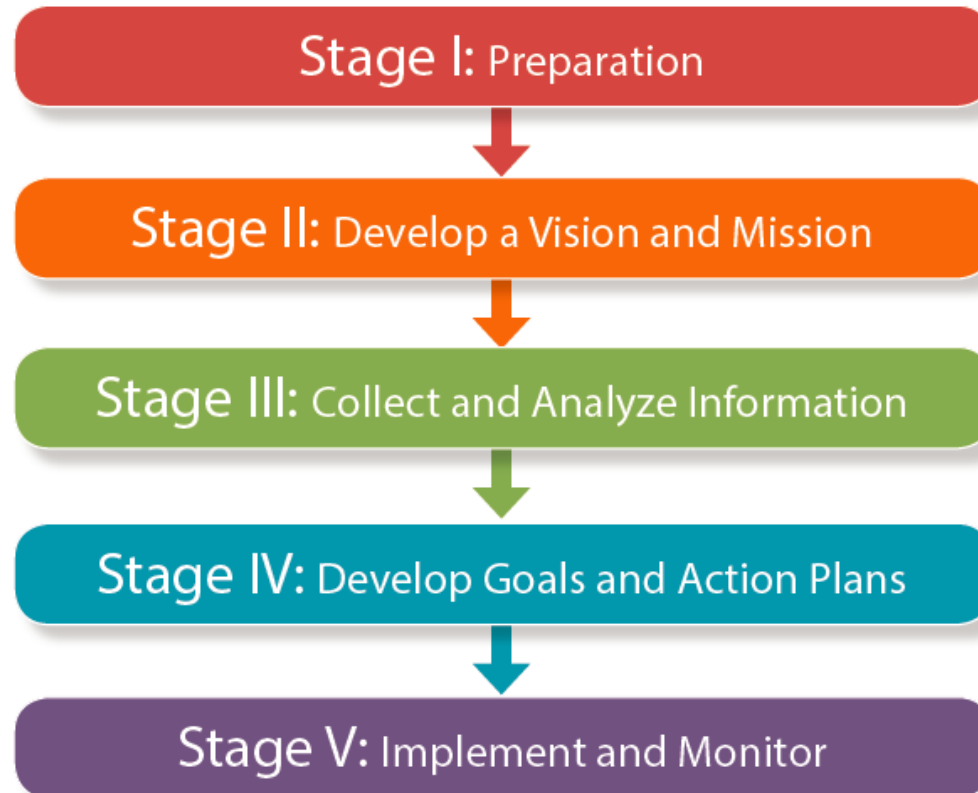 Stage I: Preparation
Stage II: Develop a Vision and Mission
Stage III: Collect and Analyze Information
Stage IV: Develop Goals and Action Plans
Stage V: Implement and Monitor